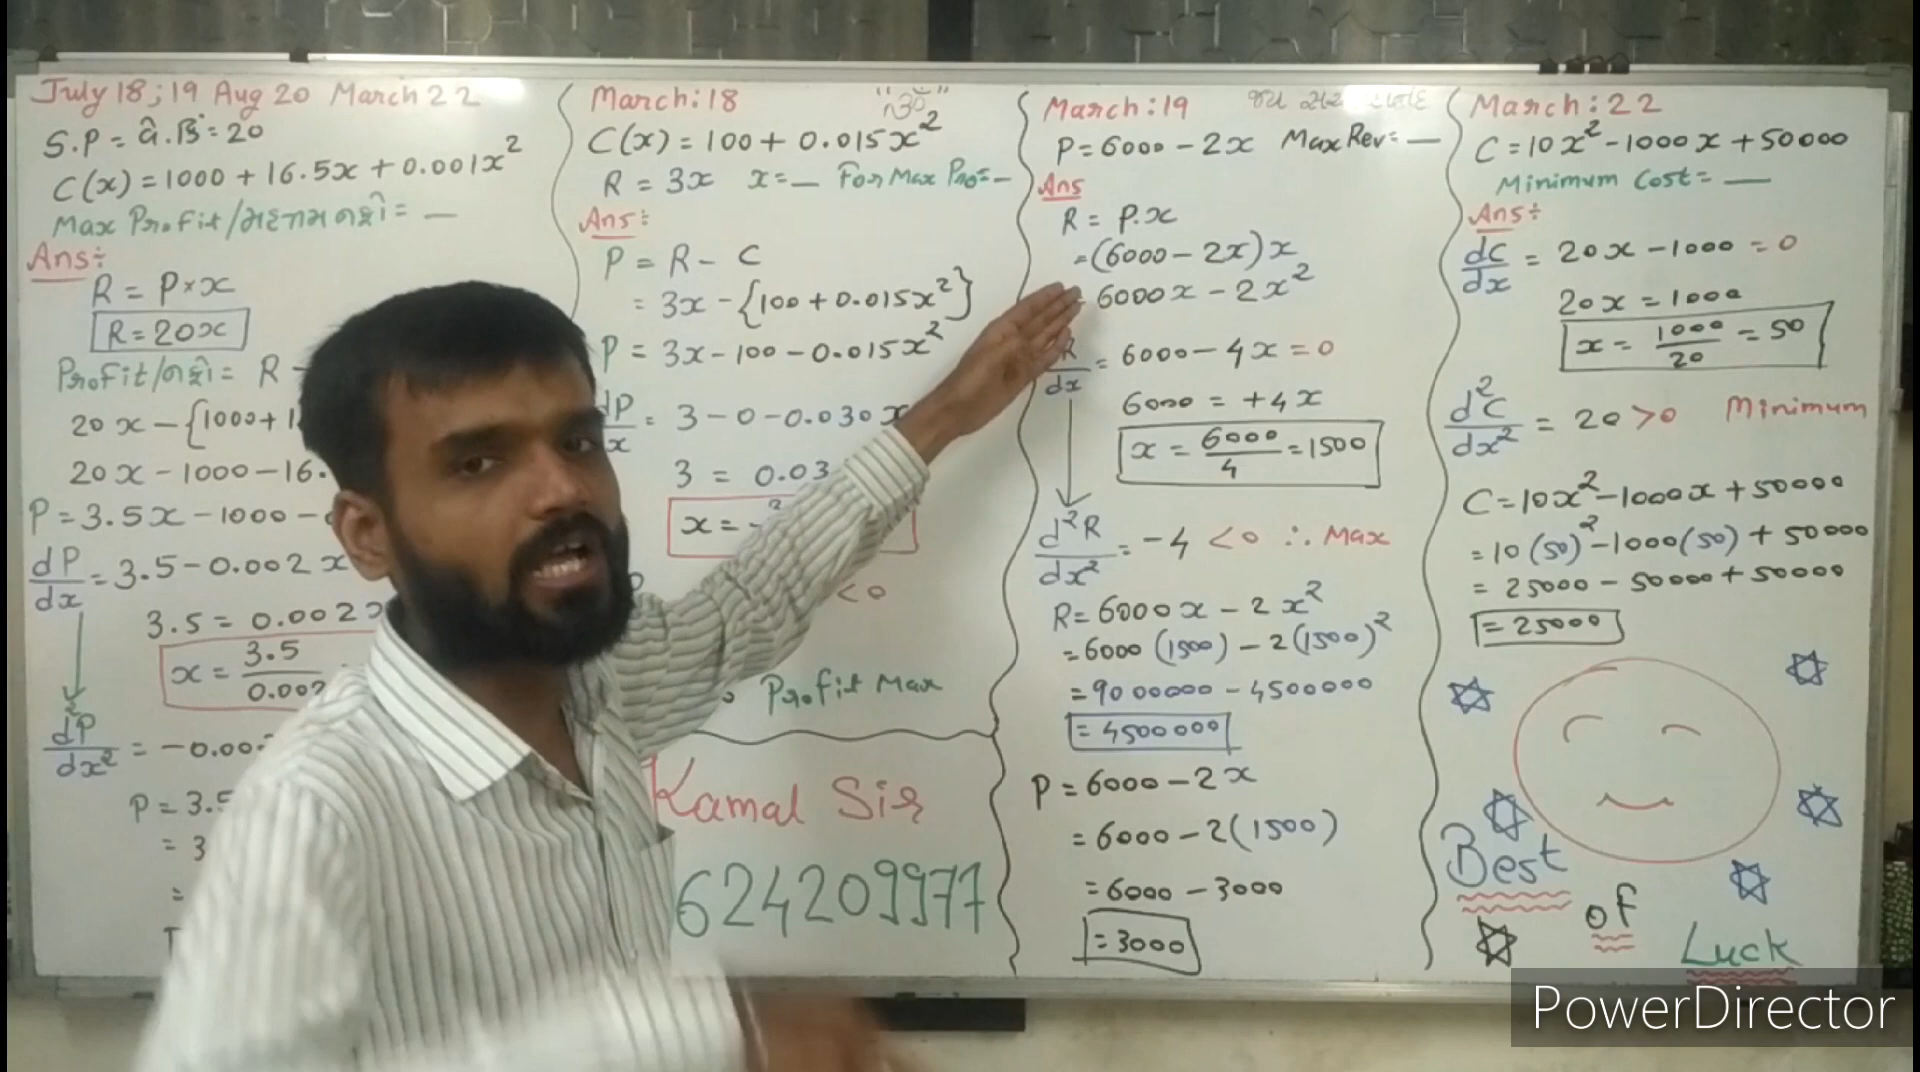 July 18; 19 Aug 20 March 22
S.P = વે.કિં = 20
C(x) = 1000 + 16.5x + 0.001x²
Max Profit/મહત્તમ નફો = —
Ans:
R = P × x
R = 20x
Profit/નફો = R -
20x - {1000 + 1
20x - 1000 - 16.
P = 3.5x - 1000 -
dP/dx = 3.5 - 0.002x
3.5 = 0.002x
x = 3.5/0.002
d²P/dx² = -0.00
P = 3.5
= 3
=
March:18
C(x) = 100 + 0.015x²
R = 3x x = — For Max Pro = —
Ans:
P = R - C
= 3x - {100 + 0.015x²}
P = 3x - 100 - 0.015x²
dP/x = 3 - 0 - 0.030x
3 = 0.03
x =
< 0
Profit Max
Kamal Sir
624209977
March:19
P = 6000 - 2x Max Rev = —
Ans
R = P.x
= (6000 - 2x)x
6000x - 2x²
R/dx = 6000 - 4x = 0
6000 = +4x
x = 6000/4 = 1500
d²R/dx² = -4 < 0 ∴ Max
R = 6000x - 2x²
= 6000(1500) - 2(1500)²
= 9000000 - 4500000
= 4500000
P = 6000 - 2x
= 6000 - 2(1500)
= 6000 - 3000
= 3000
March: 22
C = 10x² - 1000x + 50000
Minimum Cost = —
Ans:
dC/dx = 20x - 1000 = 0
20x = 1000
x = 1000/20 = 50
d²C/dx² = 20 > 0 Minimum
C = 10x² - 1000x + 50000
= 10(50)² - 1000(50) + 50000
= 25000 - 50000 + 50000
= 25000
Best
of
Luck
PowerDirector